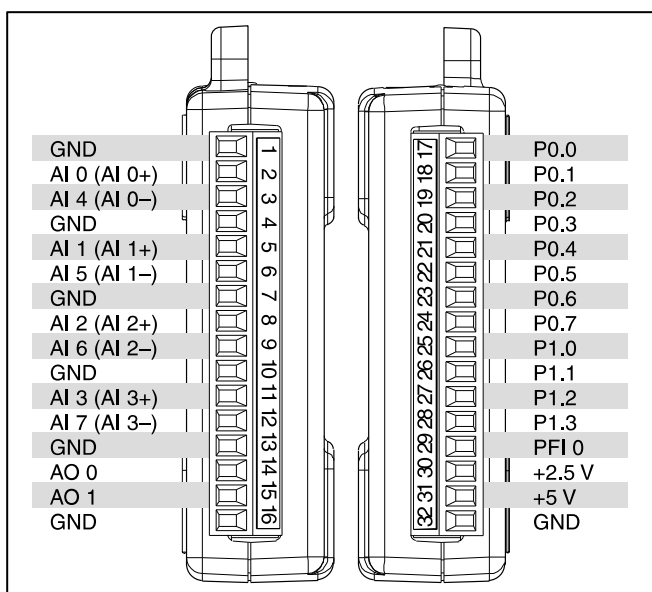 GND 1
AI 0 (AI 0+) 2
AI 4 (AI 0–) 3
GND 4
AI 1 (AI 1+) 5
AI 5 (AI 1–) 6
GND 7
AI 2 (AI 2+) 8
AI 6 (AI 2–) 9
GND 10
AI 3 (AI 3+) 11
AI 7 (AI 3–) 12
GND 13
AO 0 14
AO 1 15
GND 16
17 P0.0
18 P0.1
19 P0.2
20 P0.3
21 P0.4
22 P0.5
23 P0.6
24 P0.7
25 P1.0
26 P1.1
27 P1.2
28 P1.3
29 PFI 0
30 +2.5 V
31 +5 V
32 GND